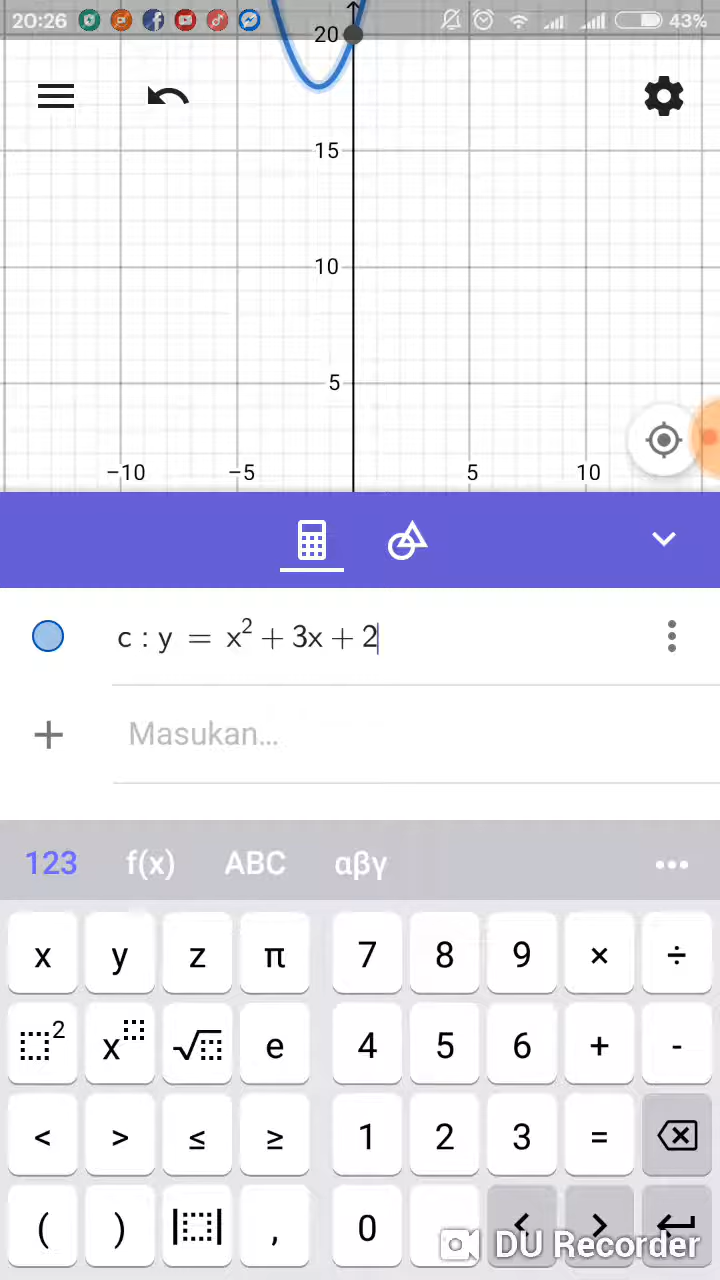 20:26 43%
20
15
10
5
−10 −5 5 10
c : y = x² + 3x + 2
Masukan...
123 f(x) ABC αβγ ...
x y z π 7 8 9 × ÷
² x √ e 4 5 6 + -
< > ≤ ≥ 1 2 3 =
( ) | | , 0 < >
DU Recorder